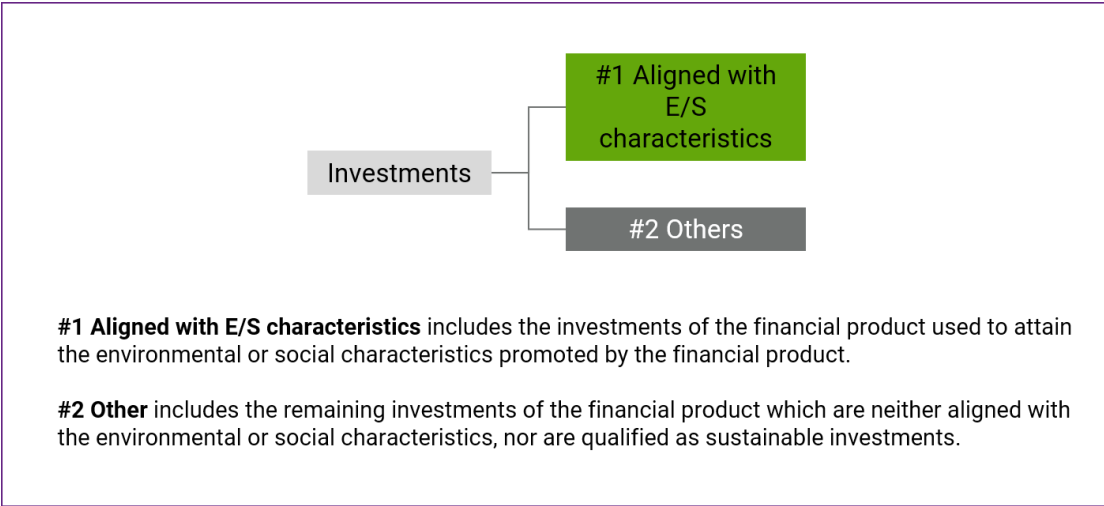 #1 Aligned with
E/S
characteristics
Investments
#2 Others
#1 Aligned with E/S characteristics includes the investments of the financial product used to attain
the environmental or social characteristics promoted by the financial product.
#2 Other includes the remaining investments of the financial product which are neither aligned with
the environmental or social characteristics, nor are qualified as sustainable investments.